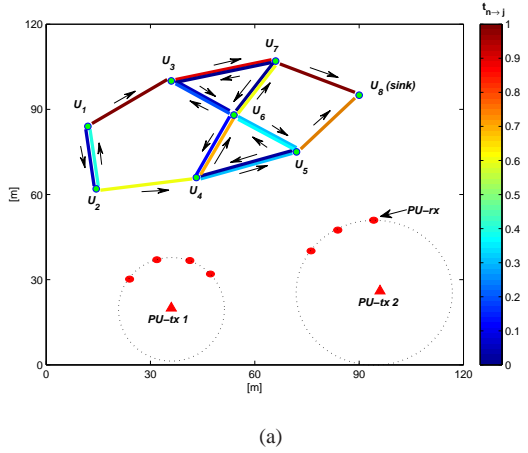 t n→j
120
90
60
30
0
[m]
0
30
60
90
120
[m]
1
0.9
0.8
0.7
0.6
0.5
0.4
0.3
0.2
0.1
0
U1
U2
U3
U4
U5
U6
U7
U8 (sink)
PU-rx
PU-tx 1
PU-tx 2
(a)